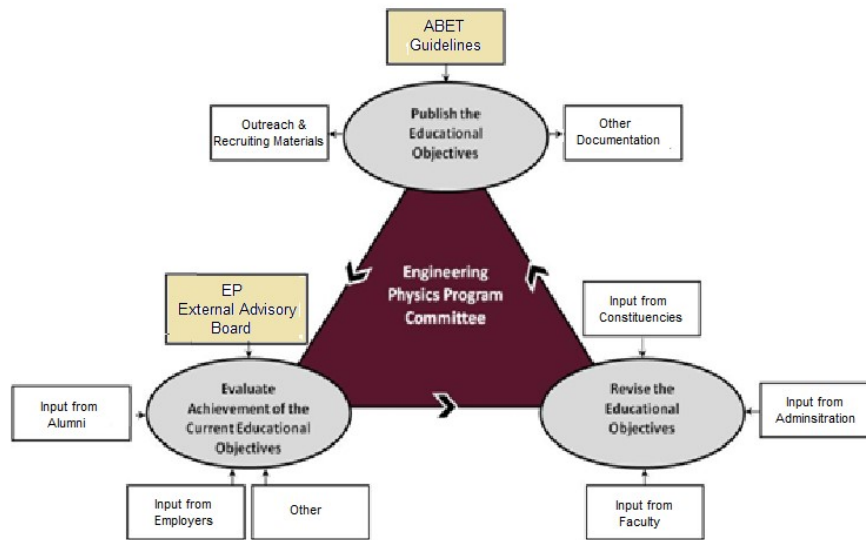 ABET
Guidelines
Publish the
Educational
Objectives
Outreach &
Recruiting Materials
Other
Documentation
Engineering
Physics Program
Committee
EP
External Advisory
Board
Input from
Constituencies
Evaluate
Achievement of the
Current Educational
Objectives
Revise the
Educational
Objectives
Input from
Alumni
Input from
Adminsitration
Input from
Employers
Other
Input from
Faculty